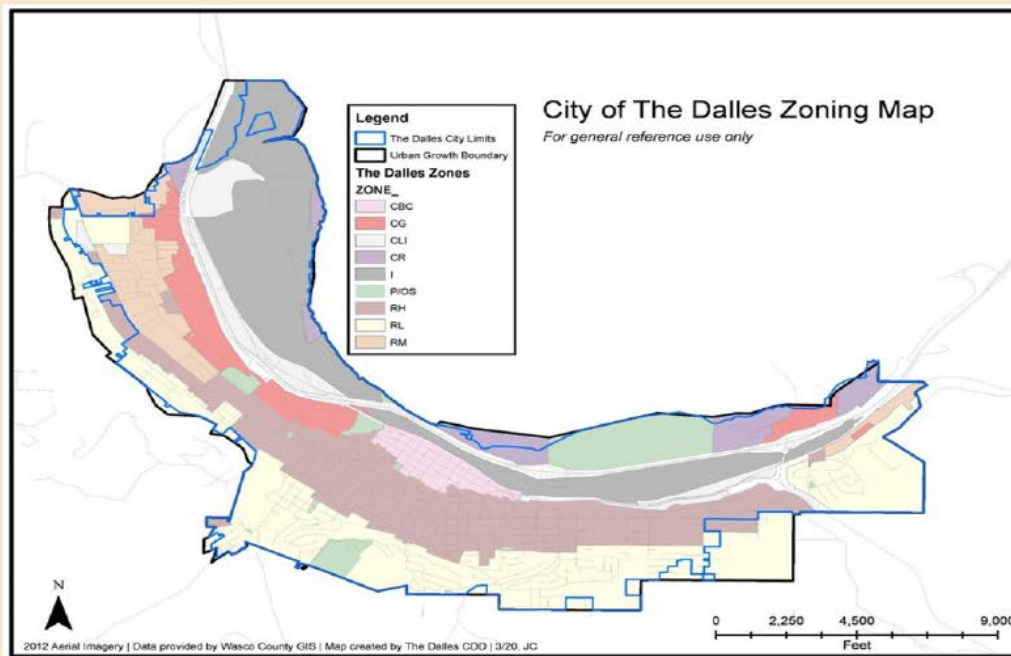 City of The Dalles Zoning Map
For general reference use only
Legend
The Dalles City Limits
Urban Growth Boundary
The Dalles Zones
ZONE_
CBC
CG
CLI
CR
I
P/OS
RH
RL
RM
N
0 2,250 4,500 9,000
Feet
2012 Aerial Imagery | Data provided by Wasco County GIS | Map created by The Dalles CDD | 3/20, JC